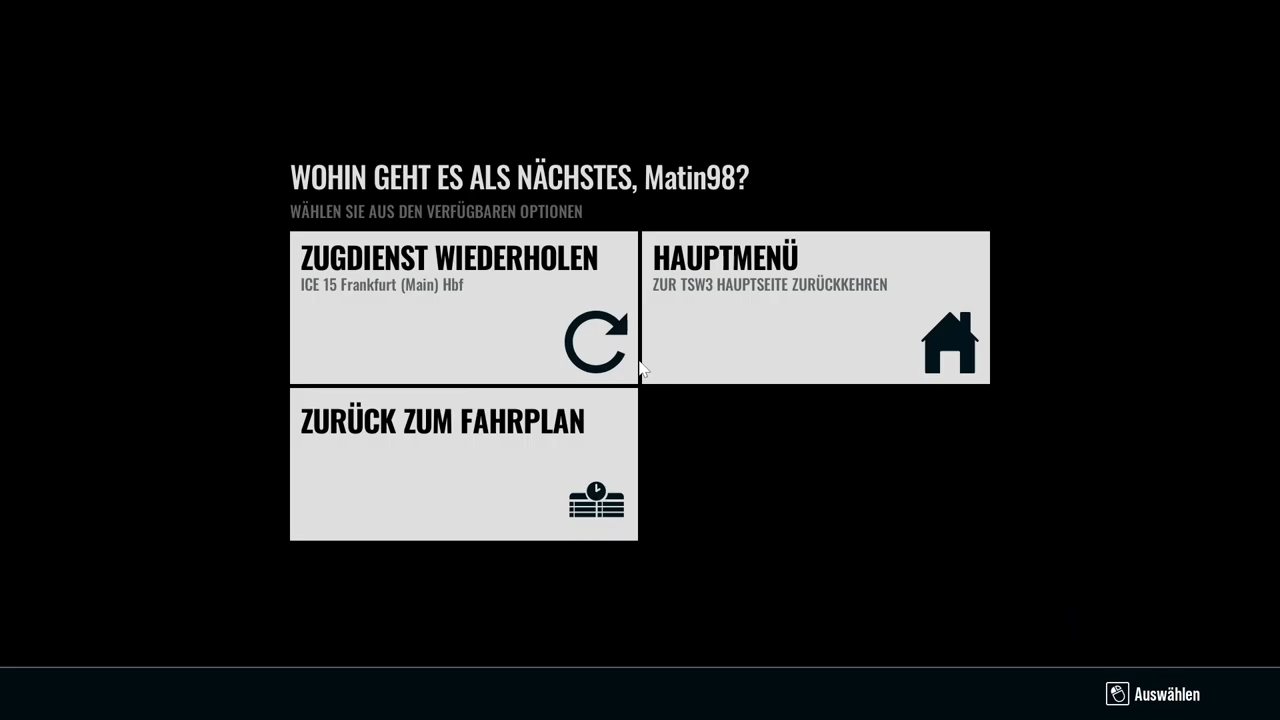 WOHIN GEHT ES ALS NÄCHSTES, Matin98?
WÄHLEN SIE AUS DEN VERFÜGBAREN OPTIONEN
ZUGDIENST WIEDERHOLEN
ICE 15 Frankfurt (Main) Hbf
HAUPTMENÜ
ZUR TSW3 HAUPTSEITE ZURÜCKKEHREN
ZURÜCK ZUM FAHRPLAN
Auswählen